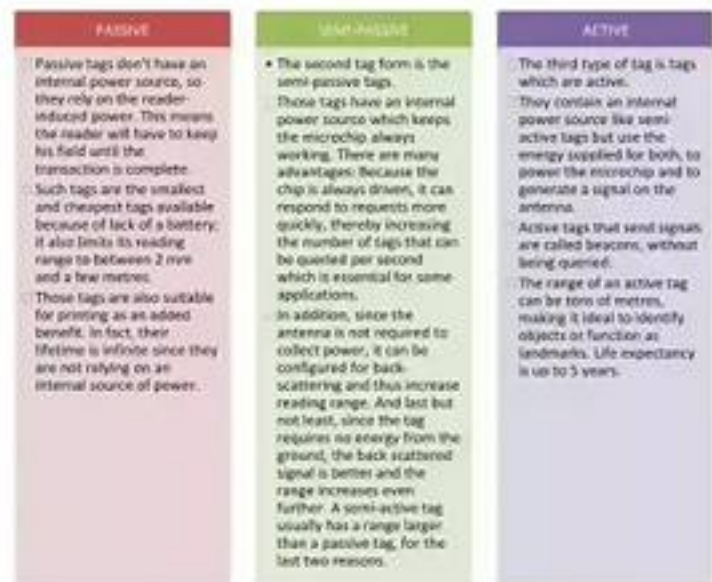 PASSIVE
Passive tags don't have an
internal power source, so
they rely on the reader-
induced power. This means
the reader will have to keep
his field until the
transaction is complete.
Such tags are the smallest
and cheapest tags available
because of lack of a battery;
it also limits its reading
range to between 2 mm
and a few metres.
Those tags are also suitable
for printing as an added
benefit. In fact, their
lifetime is infinite since they
are not relying on an
internal source of power.
SEMI-PASSIVE
• The second tag form is the
semi-passive tags.
Those tags have an internal
power source which keeps
the microchip always
working. There are many
advantages: Because the
chip is always driven, it can
respond to requests more
quickly, thereby increasing
the number of tags that can
be queried per second
which is essential for some
applications.
In addition, since the
antenna is not required to
collect power, it can be
configured for back-
scattering and thus increase
reading range. And last but
not least, since the tag
requires no energy from the
ground, the back scattered
signal is better and the
range increases even
further. A semi-active tag
usually has a range larger
than a passive tag, for the
last two reasons.
ACTIVE
The third type of tag is tags
which are active.
They contain an internal
power source like semi-
active tags but use the
energy supplied for both, to
power the microchip and to
generate a signal on the
antenna.
Active tags that send signals
are called beacons, without
being queried.
The range of an active tag
can be tens of metres,
making it ideal to identify
objects or function as
landmarks. Life expectancy
is up to 5 years.